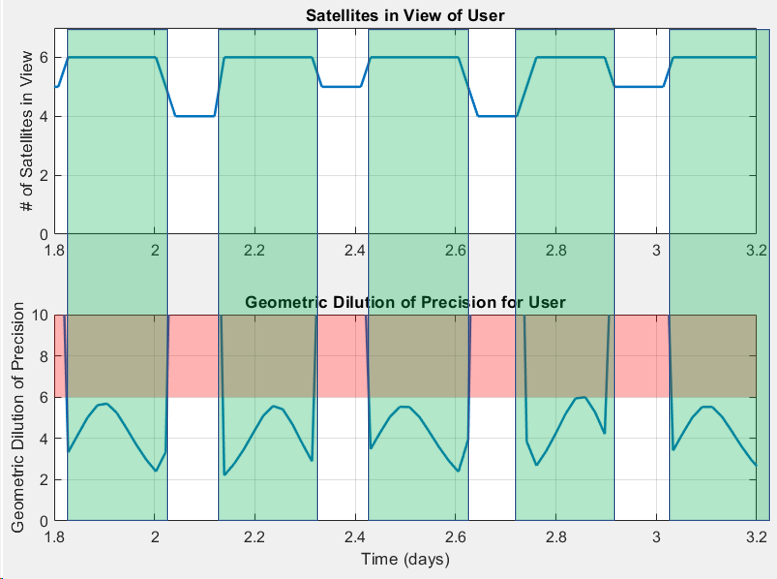 Satellites in View of User
# of Satellites in View
6
4
2
0
1.8 2 2.2 2.4 2.6 2.8 3 3.2
Geometric Dilution of Precision for User
Geometric Dilution of Precision
10
8
6
4
2
0
1.8 2 2.2 2.4 2.6 2.8 3 3.2
Time (days)